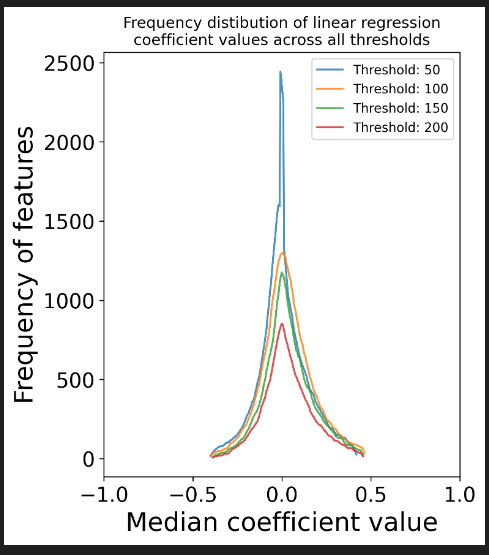 Frequency distibution of linear regression
coefficient values across all thresholds
Threshold: 50
Threshold: 100
Threshold: 150
Threshold: 200
Frequency of features
2500
2000
1500
1000
500
0
−1.0 −0.5 0.0 0.5 1.0
Median coefficient value